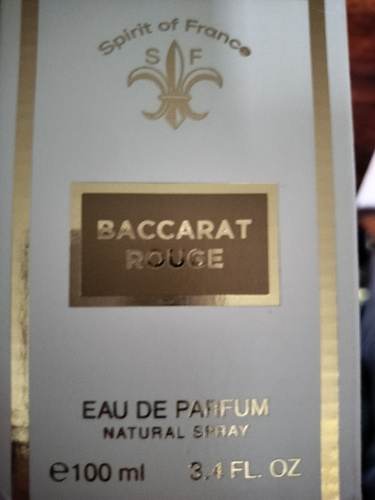 Spirit of France
S F
BACCARAT
ROUGE
EAU DE PARFUM
NATURAL SPRAY
℮100 ml 3.4 FL. OZ